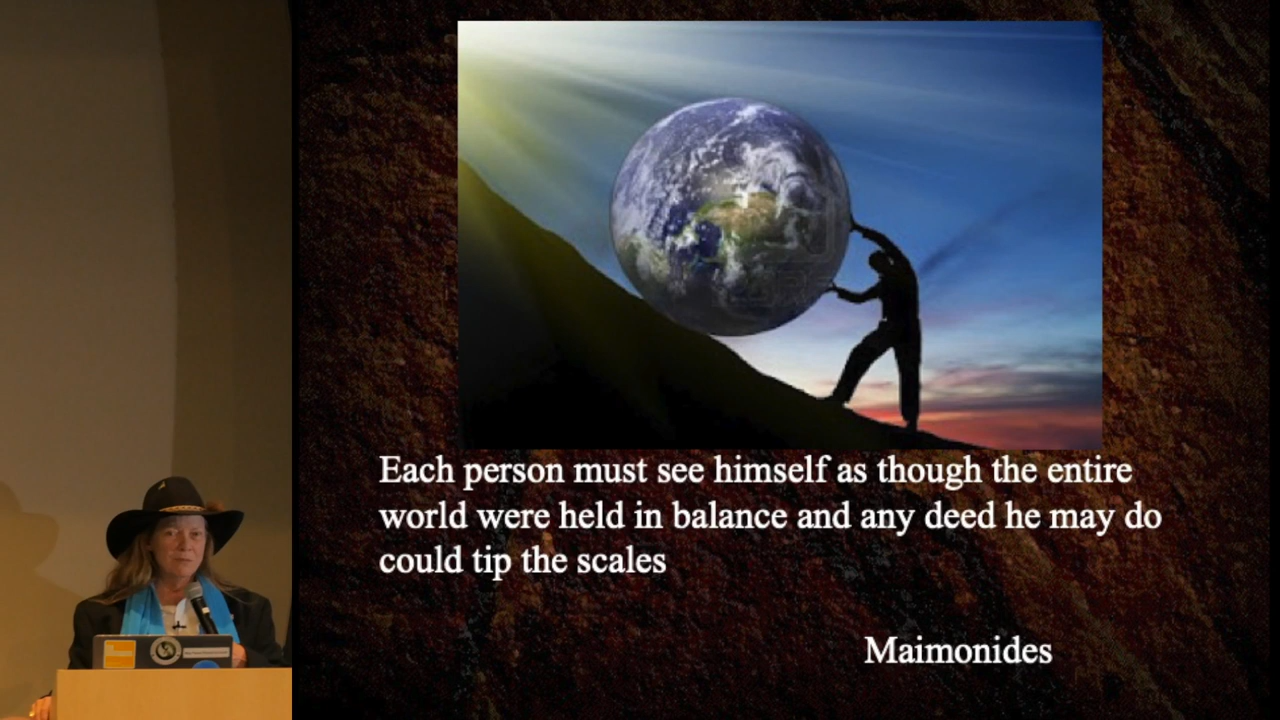 Each person must see himself as though the entire
world were held in balance and any deed he may do
could tip the scales
Maimonides